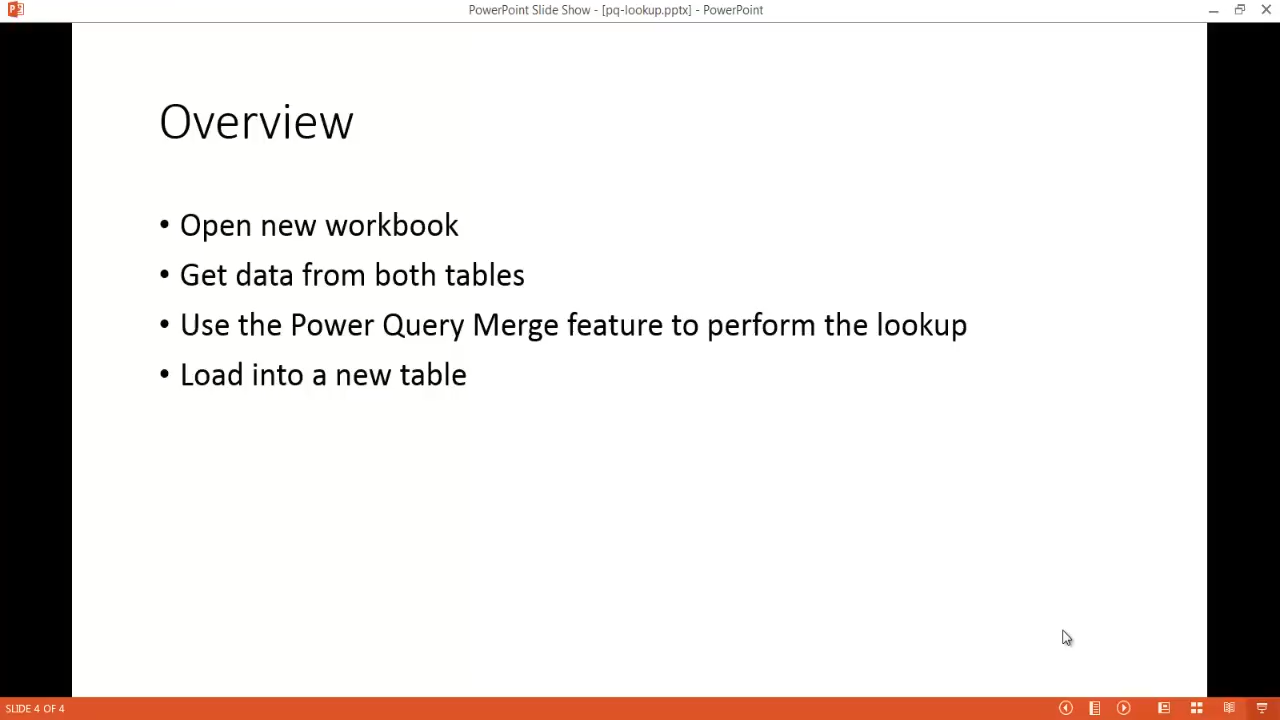 PowerPoint Slide Show - [pq-lookup.pptx] - PowerPoint
Overview
• Open new workbook
• Get data from both tables
• Use the Power Query Merge feature to perform the lookup
• Load into a new table
SLIDE 4 OF 4